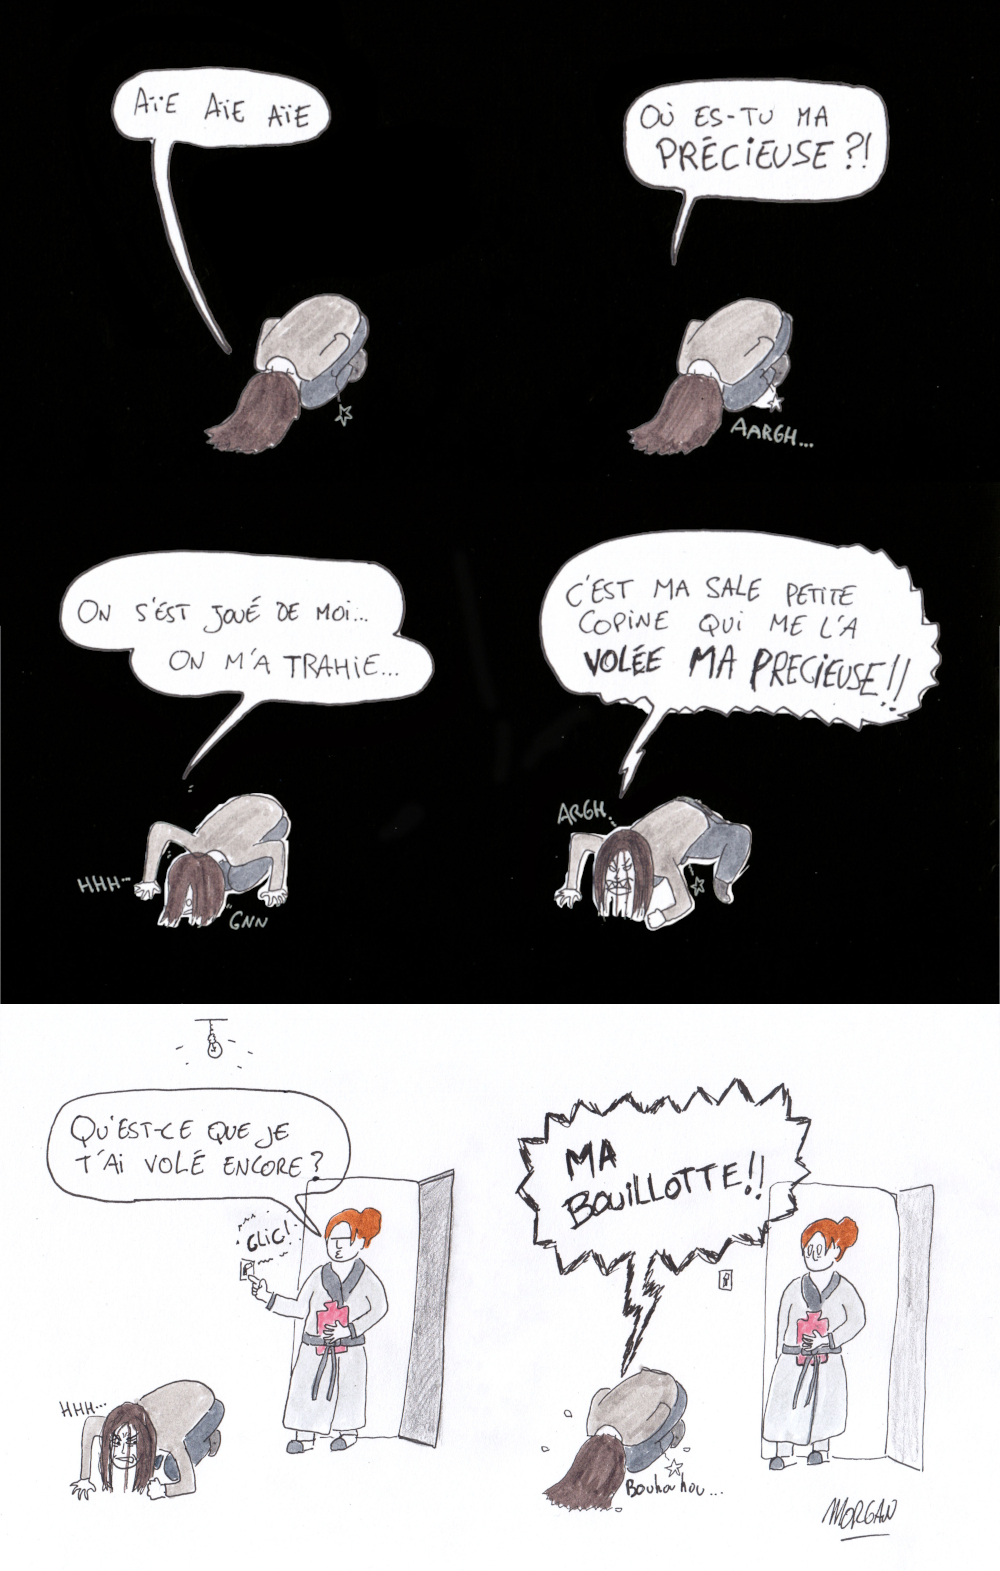 AÏE AÏE AÏE
OÙ ES-TU MA
PRÉCIEUSE ?!
AARGH...
ON S'EST JOUÉ DE MOI...
ON M'A TRAHIE...
HHH...
GNN
C'EST MA SALE PETITE
COPINE QUI ME L'A
VOLÉE MA PRECIEUSE !!
ARGH...
QU'EST-CE QUE JE
T'AI VOLÉ ENCORE ?
CLIC!
HHH...
MA
BOUILLOTTE !!
Bouhouhou...
MORGAN